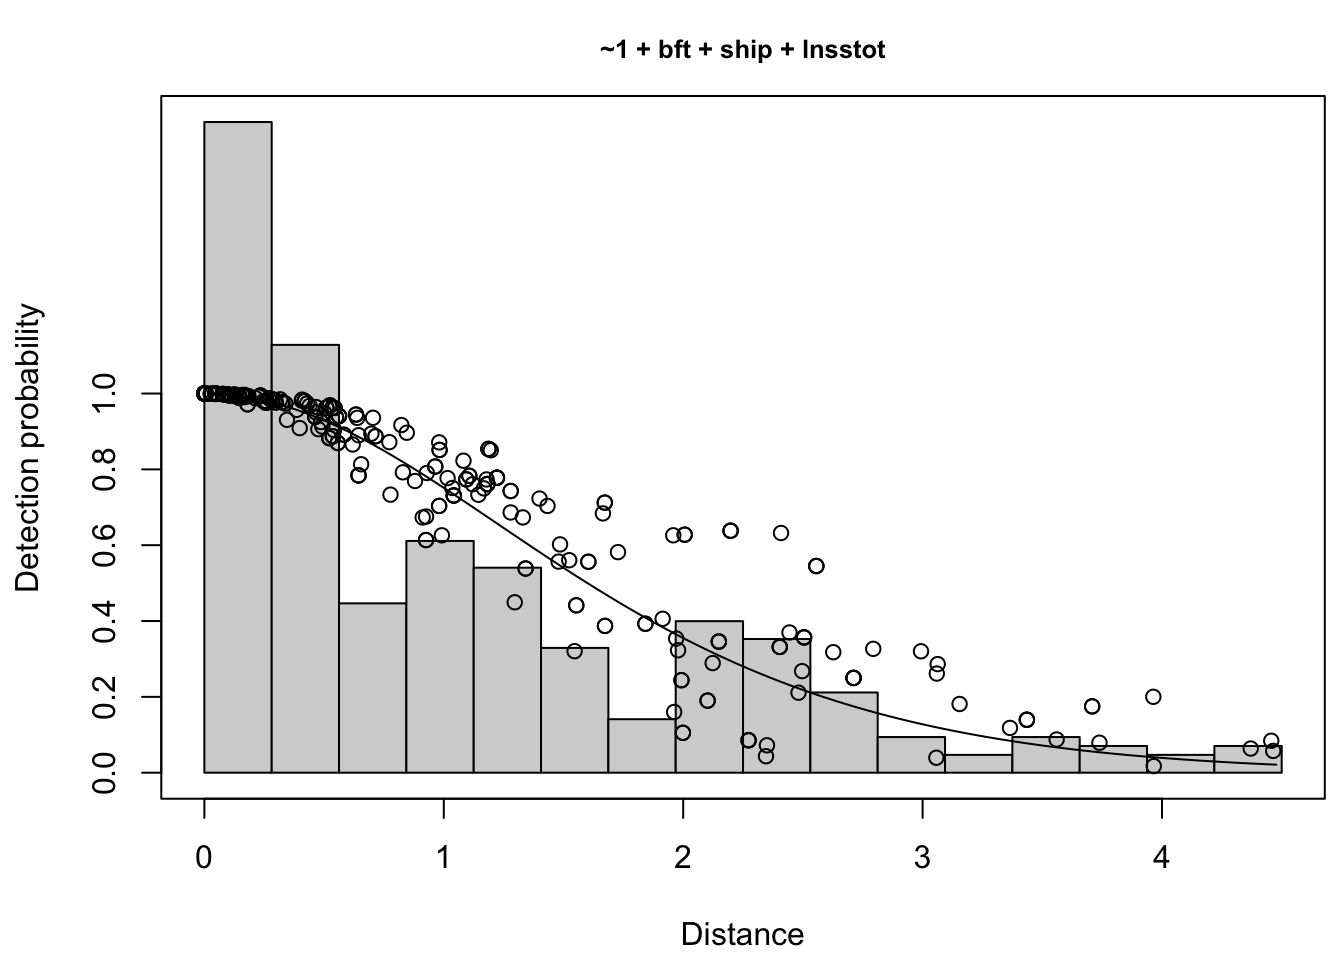 ~1 + bft + ship + lnsstot
Detection probability
1.0
0.8
0.6
0.4
0.2
0.0
0 1 2 3 4
Distance